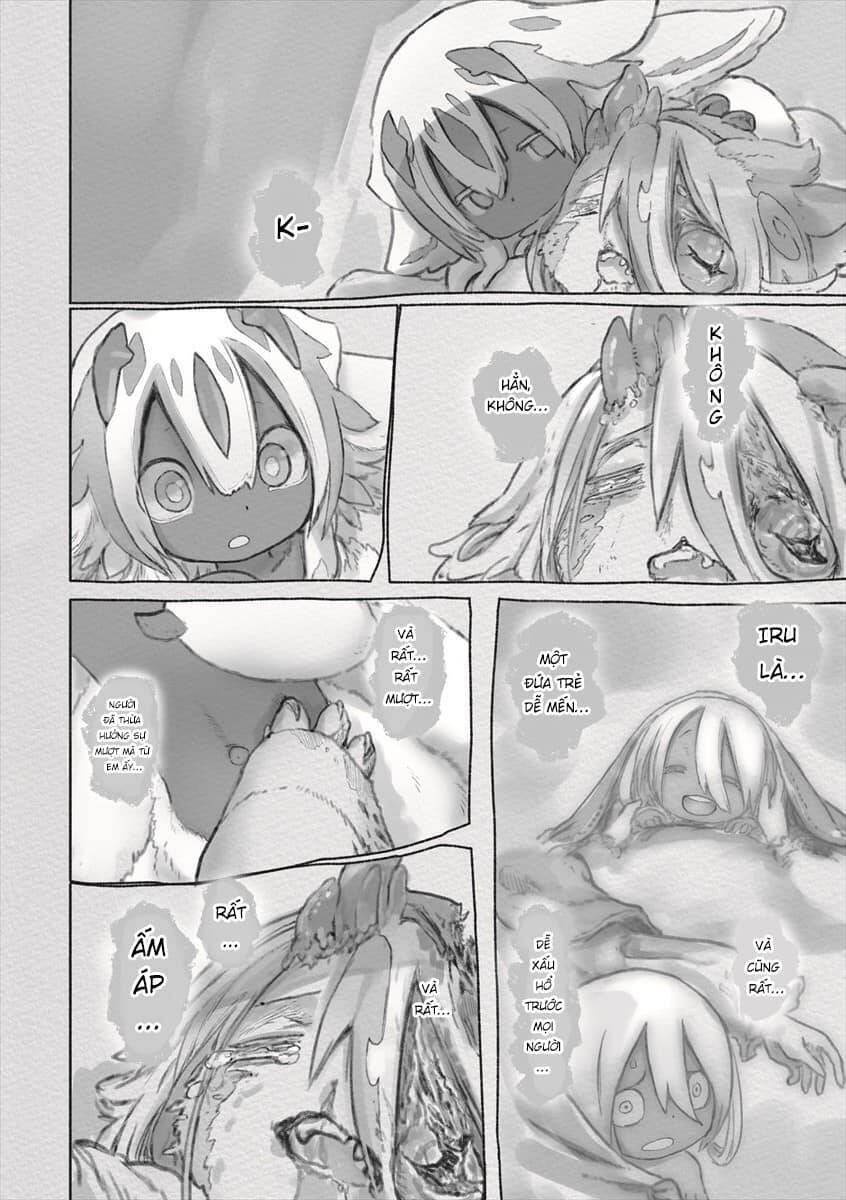 K-
KHÔNG
HẲN,
KHÔNG...
IRU
LÀ...
MỘT
ĐỨA TRẺ
DỄ MẾN...
VÀ
CŨNG
RẤT...
DỄ
XẤU
HỔ
TRƯỚC
MỌI
NGƯỜI
...
VÀ
RẤT...
RẤT
MƯỢT...
NGƯỜI
ĐÃ THỪA
HƯỞNG SỰ
MƯỢT MÀ TỪ
EM ẤY...
VÀ
RẤT...
RẤT
...
ẤM
ÁP
...